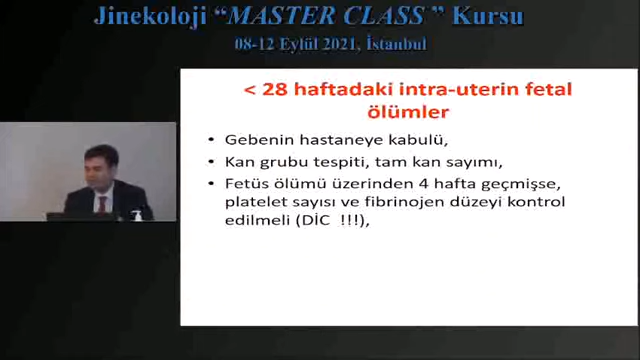 Jinekoloji “MASTER CLASS ” Kursu
08-12 Eylül 2021, İstanbul
< 28 haftadaki intra-uterin fetal
ölümler
• Gebenin hastaneye kabulü,
• Kan grubu tespiti, tam kan sayımı,
• Fetüs ölümü üzerinden 4 hafta geçmişse,
platelet sayısı ve fibrinojen düzeyi kontrol
edilmeli (DİC !!!),